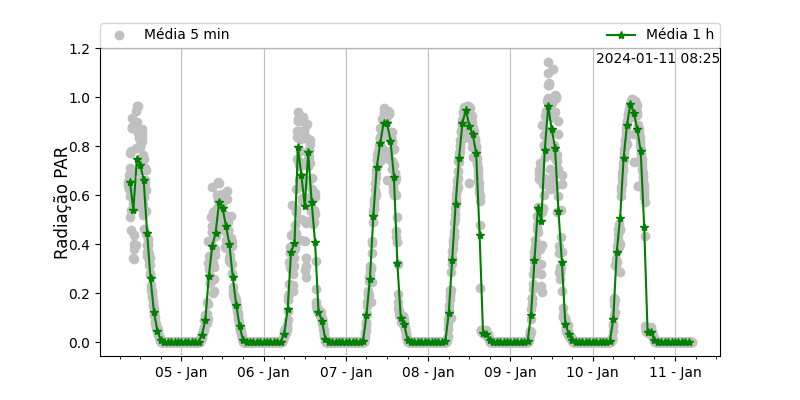 Média 5 min
Média 1 h
2024-01-11 08:25
Radiação PAR
1.2
1.0
0.8
0.6
0.4
0.2
0.0
05 - Jan
06 - Jan
07 - Jan
08 - Jan
09 - Jan
10 - Jan
11 - Jan